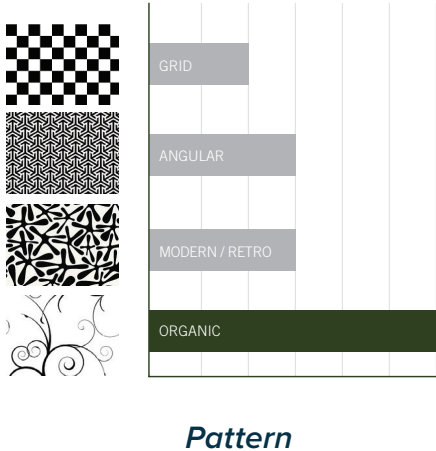 GRID
ANGULAR
MODERN / RETRO
ORGANIC
Pattern